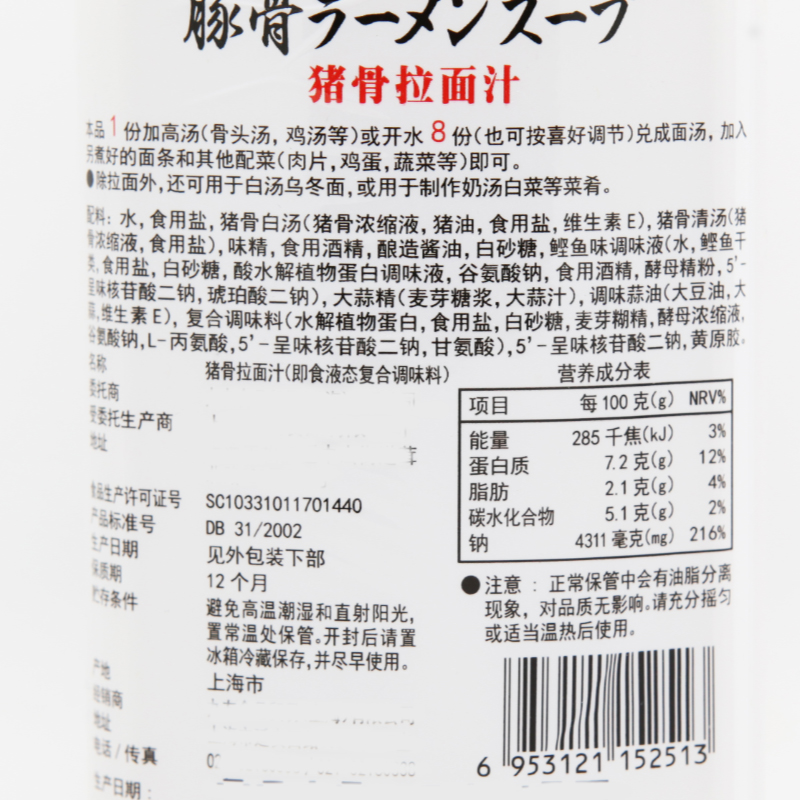 豚骨ラーメンスープ
猪骨拉面汁
本品 1 份加高汤(骨头汤, 鸡汤等)或开水 8 份(也可按喜好调节)兑成面汤, 加入
另煮好的面条和其他配菜(肉片, 鸡蛋, 蔬菜等)即可。
●除拉面外, 还可用于白汤乌冬面, 或用于制作奶汤白菜等菜肴。
配料: 水, 食用盐, 猪骨白汤(猪骨浓缩液, 猪油, 食用盐, 维生素 E), 猪骨清汤(猪
骨浓缩液, 食用盐), 味精, 食用酒精, 酿造酱油, 白砂糖, 鲣鱼味调味液(水, 鲣鱼干
类, 食用盐, 白砂糖, 酸水解植物蛋白调味液, 谷氨酸钠, 食用酒精, 酵母精粉, 5'-
呈味核苷酸二钠, 琥珀酸二钠), 大蒜精(麦芽糖浆, 大蒜汁), 调味蒜油(大豆油, 大
蒜, 维生素 E), 复合调味料(水解植物蛋白, 食用盐, 白砂糖, 麦芽糊精, 酵母浓缩液,
谷氨酸钠, L-丙氨酸, 5'-呈味核苷酸二钠, 甘氨酸), 5'-呈味核苷酸二钠, 黄原胶。
名称 猪骨拉面汁(即食液态复合调味料)
委托商
受委托生产商
地址
食品生产许可证号 SC10331011701440
产品标准号 DB 31/2002
生产日期 见外包装下部
保质期 12 个月
贮存条件 避免高温潮湿和直射阳光,
置常温处保管。开封后请置
冰箱冷藏保存, 并尽早使用。
产地 上海市
经销商
地址
电话 / 传真
生产日期:
营养成分表
项目 每 100 克(g) NRV%
能量 285 千焦(kJ) 3%
蛋白质 7.2 克(g) 12%
脂肪 2.1 克(g) 4%
碳水化合物 5.1 克(g) 2%
钠 4311 毫克(mg) 216%
●注意 : 正常保管中会有油脂分离
现象, 对品质无影响。请充分摇匀
或适当温热后使用。
6 953121 152513